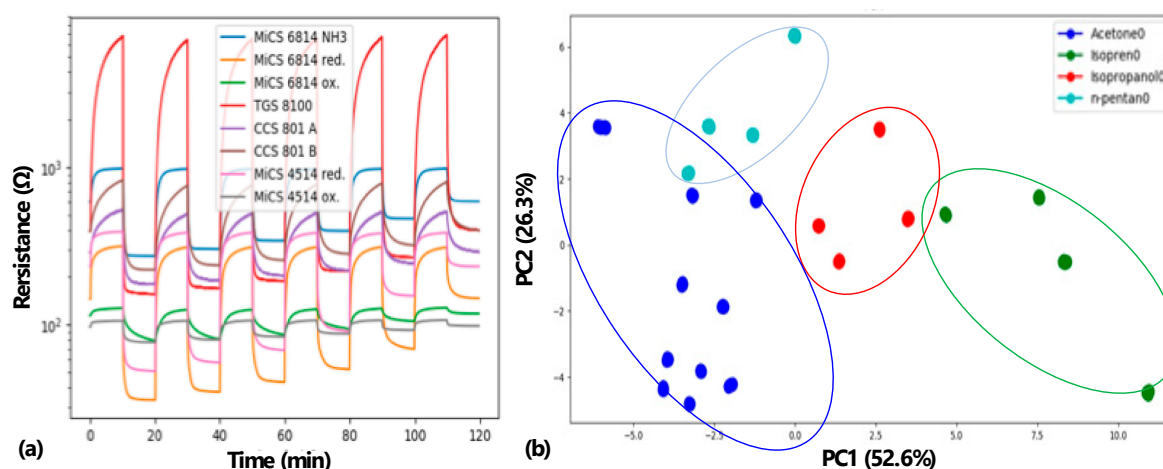 MiCS 6814 NH3
MiCS 6814 red.
MiCS 6814 ox.
TGS 8100
CCS 801 A
CCS 801 B
MiCS 4514 red.
MiCS 4514 ox.
Rersistance (Ω)
10³
10²
0
20
40
60
80
100
120
Time (min)
(a)
Acetone0
Isopren0
Isopropanol0
n-pentan0
PC2 (26.3%)
6
4
2
0
−2
−4
−5.0
−2.5
0.0
2.5
5.0
7.5
10.0
PC1 (52.6%)
(b)